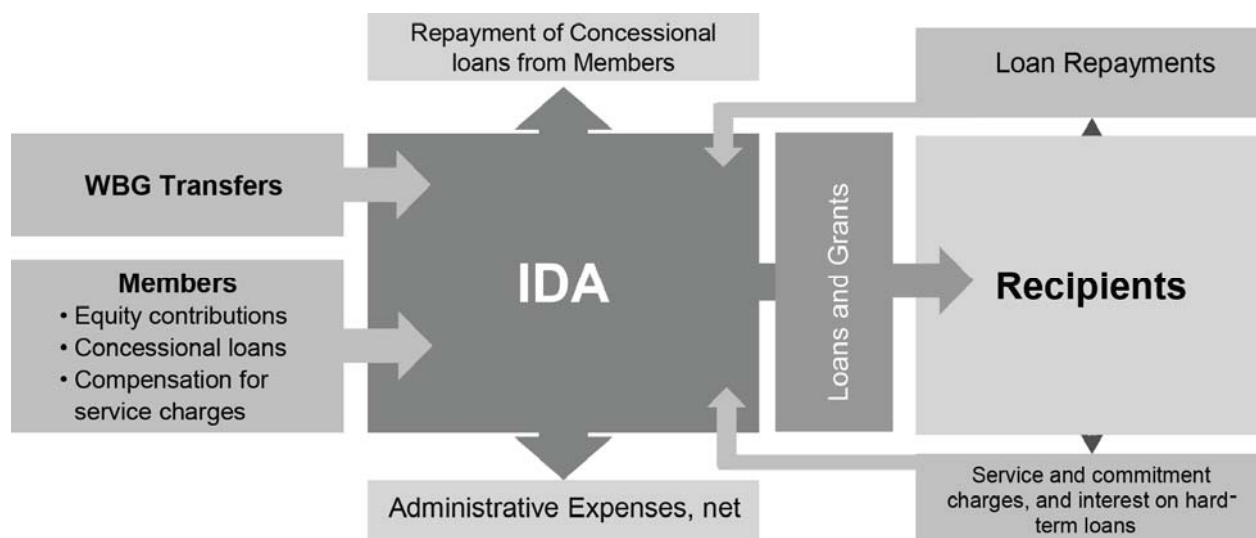 Repayment of Concessional
loans from Members
Loan Repayments
WBG Transfers
Members
• Equity contributions
• Concessional loans
• Compensation for
service charges
IDA
Loans and Grants
Recipients
Administrative Expenses, net
Service and commitment
charges, and interest on hard-
term loans